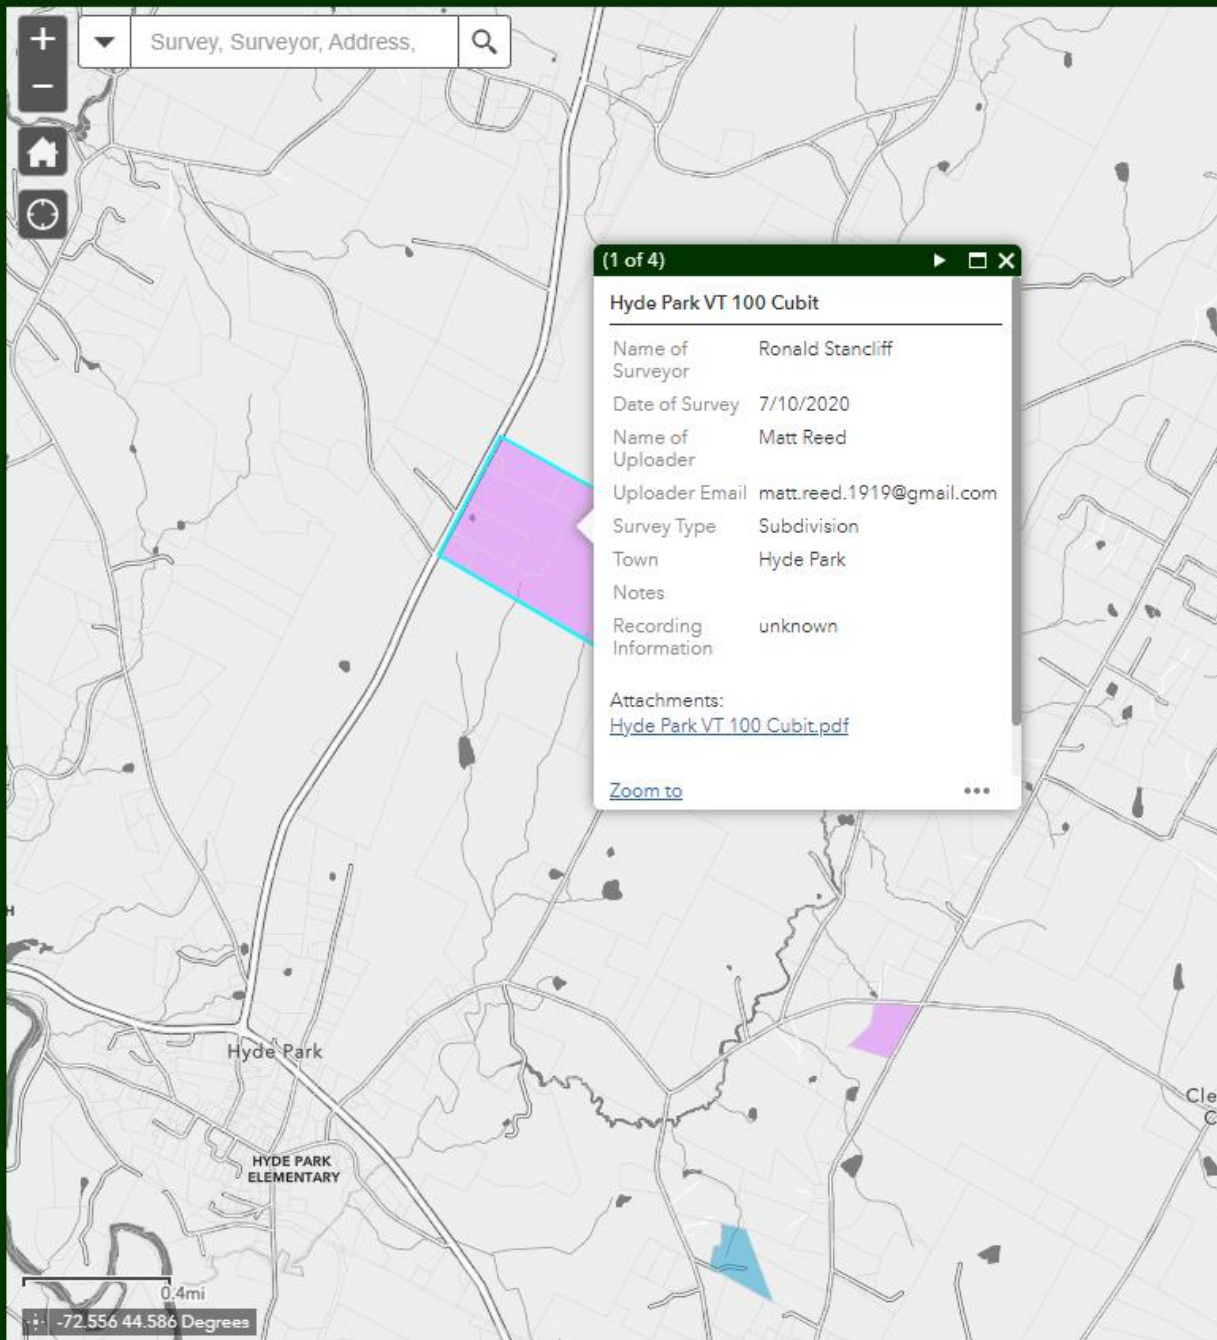 +
Survey, Surveyor, Address,
−
(1 of 4)
Hyde Park VT 100 Cubit
Name of Surveyor Ronald Stancliff
Date of Survey 7/10/2020
Name of Uploader Matt Reed
Uploader Email matt.reed.1919@gmail.com
Survey Type Subdivision
Town Hyde Park
Notes
Recording Information unknown
Attachments:
Hyde Park VT 100 Cubit.pdf
Zoom to
H
Hyde Park
Cle
C
HYDE PARK
ELEMENTARY
0.4mi
-72.556 44.586 Degrees